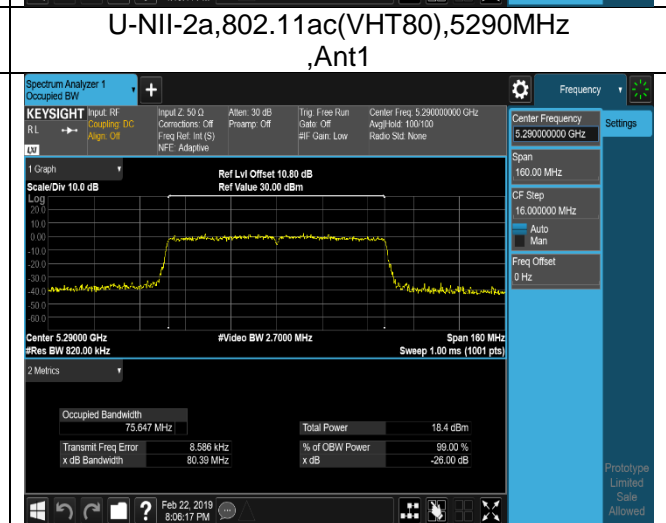 U-NII-2a,802.11ac(VHT80),5290MHz
,Ant1
Spectrum Analyzer 1
Occupied BW
+
Frequency
KEYSIGHT
Input: RF
Coupling: DC
Align: Off
Input Z: 50 Ω
Corrections: Off
Freq Ref: Int (S)
NFE: Adaptive
Atten: 30 dB
Preamp: Off
Trig: Free Run
Gate: Off
#IF Gain: Low
Center Freq: 5.290000000 GHz
Avg|Hold: 100/100
Radio Std: None
R L
LXI
Center Frequency
5.290000000 GHz
Settings
Span
160.00 MHz
CF Step
16.000000 MHz
Auto
Man
Freq Offset
0 Hz
1 Graph
Ref Lvl Offset 10.80 dB
Scale/Div 10.0 dB
Ref Value 30.00 dBm
Log
20.0
10.0
0.00
-10.0
-20.0
-30.0
-40.0
-50.0
-60.0
Center 5.29000 GHz
#Video BW 2.7000 MHz
Span 160 MHz
#Res BW 820.00 kHz
Sweep 1.00 ms (1001 pts)
2 Metrics
Occupied Bandwidth
75.647 MHz
Total Power
18.4 dBm
Transmit Freq Error
8.586 kHz
% of OBW Power
99.00 %
x dB Bandwidth
80.39 MHz
x dB
-26.00 dB
Prototype
Limited
Sale
Allowed
?
Feb 22, 2019
8:06:17 PM